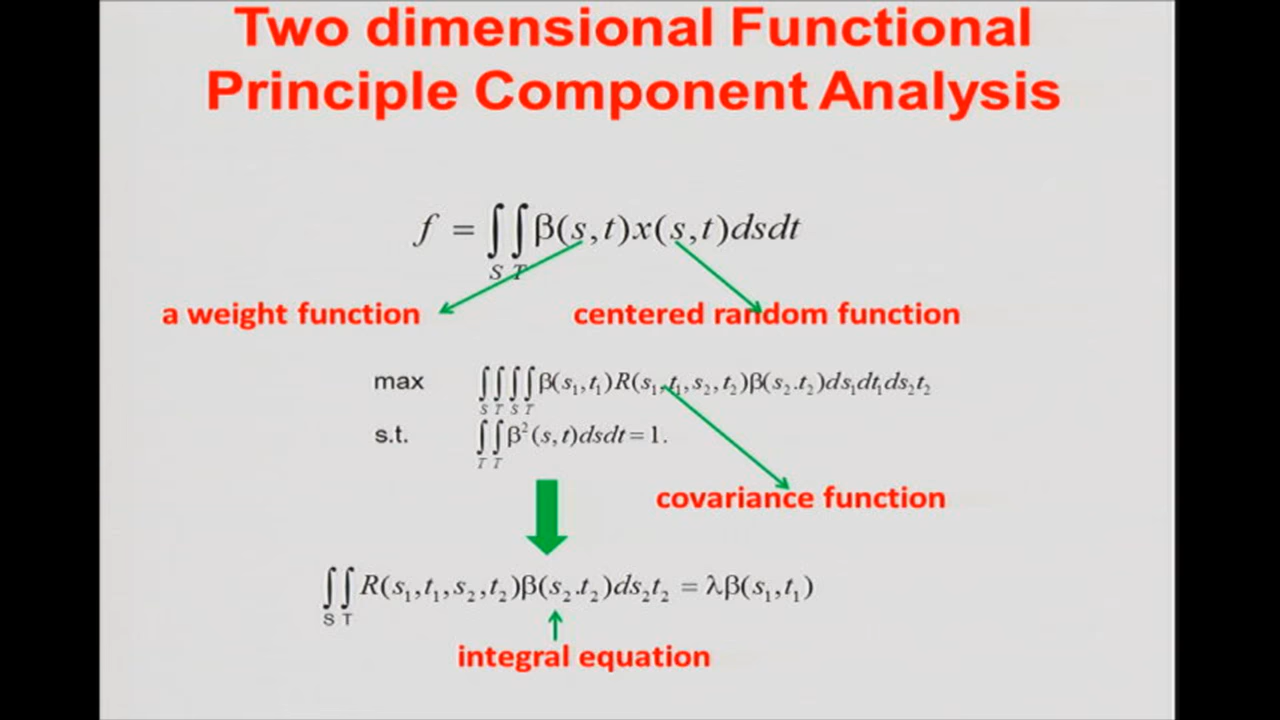 Two dimensional Functional
Principle Component Analysis
f = ∫∫ β(s,t)x(s,t)dsdt
S T
a weight function
centered random function
max ∫∫∫∫ β(s₁,t₁)R(s₁,t₁,s₂,t₂)β(s₂.t₂)ds₁dt₁ds₂t₂
S T S T
s.t. ∫∫ β²(s,t)dsdt = 1.
T T
covariance function
∫∫ R(s₁,t₁,s₂,t₂)β(s₂.t₂)ds₂t₂ = λβ(s₁,t₁)
S T
integral equation